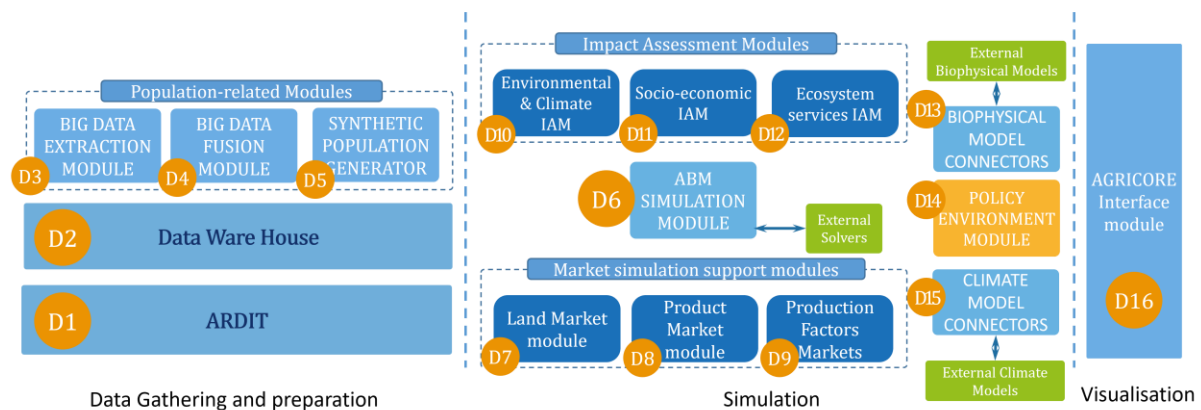 Population-related Modules
BIG DATA
EXTRACTION
MODULE
D3
BIG DATA
FUSION
MODULE
D4
SYNTHETIC
POPULATION
GENERATOR
D5
D2
Data Ware House
D1
ARDIT
Data Gathering and preparation
Impact Assessment Modules
Environmental
& Climate
IAM
D10
Socio-economic
IAM
D11
Ecosystem
services IAM
D12
D6
ABM
SIMULATION
MODULE
External
Solvers
Market simulation support modules
Land Market
module
D7
Product
Market
module
D8
Production
Factors
Markets
D9
External
Biophysical Models
D13
BIOPHYSICAL
MODEL
CONNECTORS
D14
POLICY
ENVIRONMENT
MODULE
D15
CLIMATE
MODEL
CONNECTORS
External Climate
Models
Simulation
AGRICORE
Interface
module
D16
Visualisation